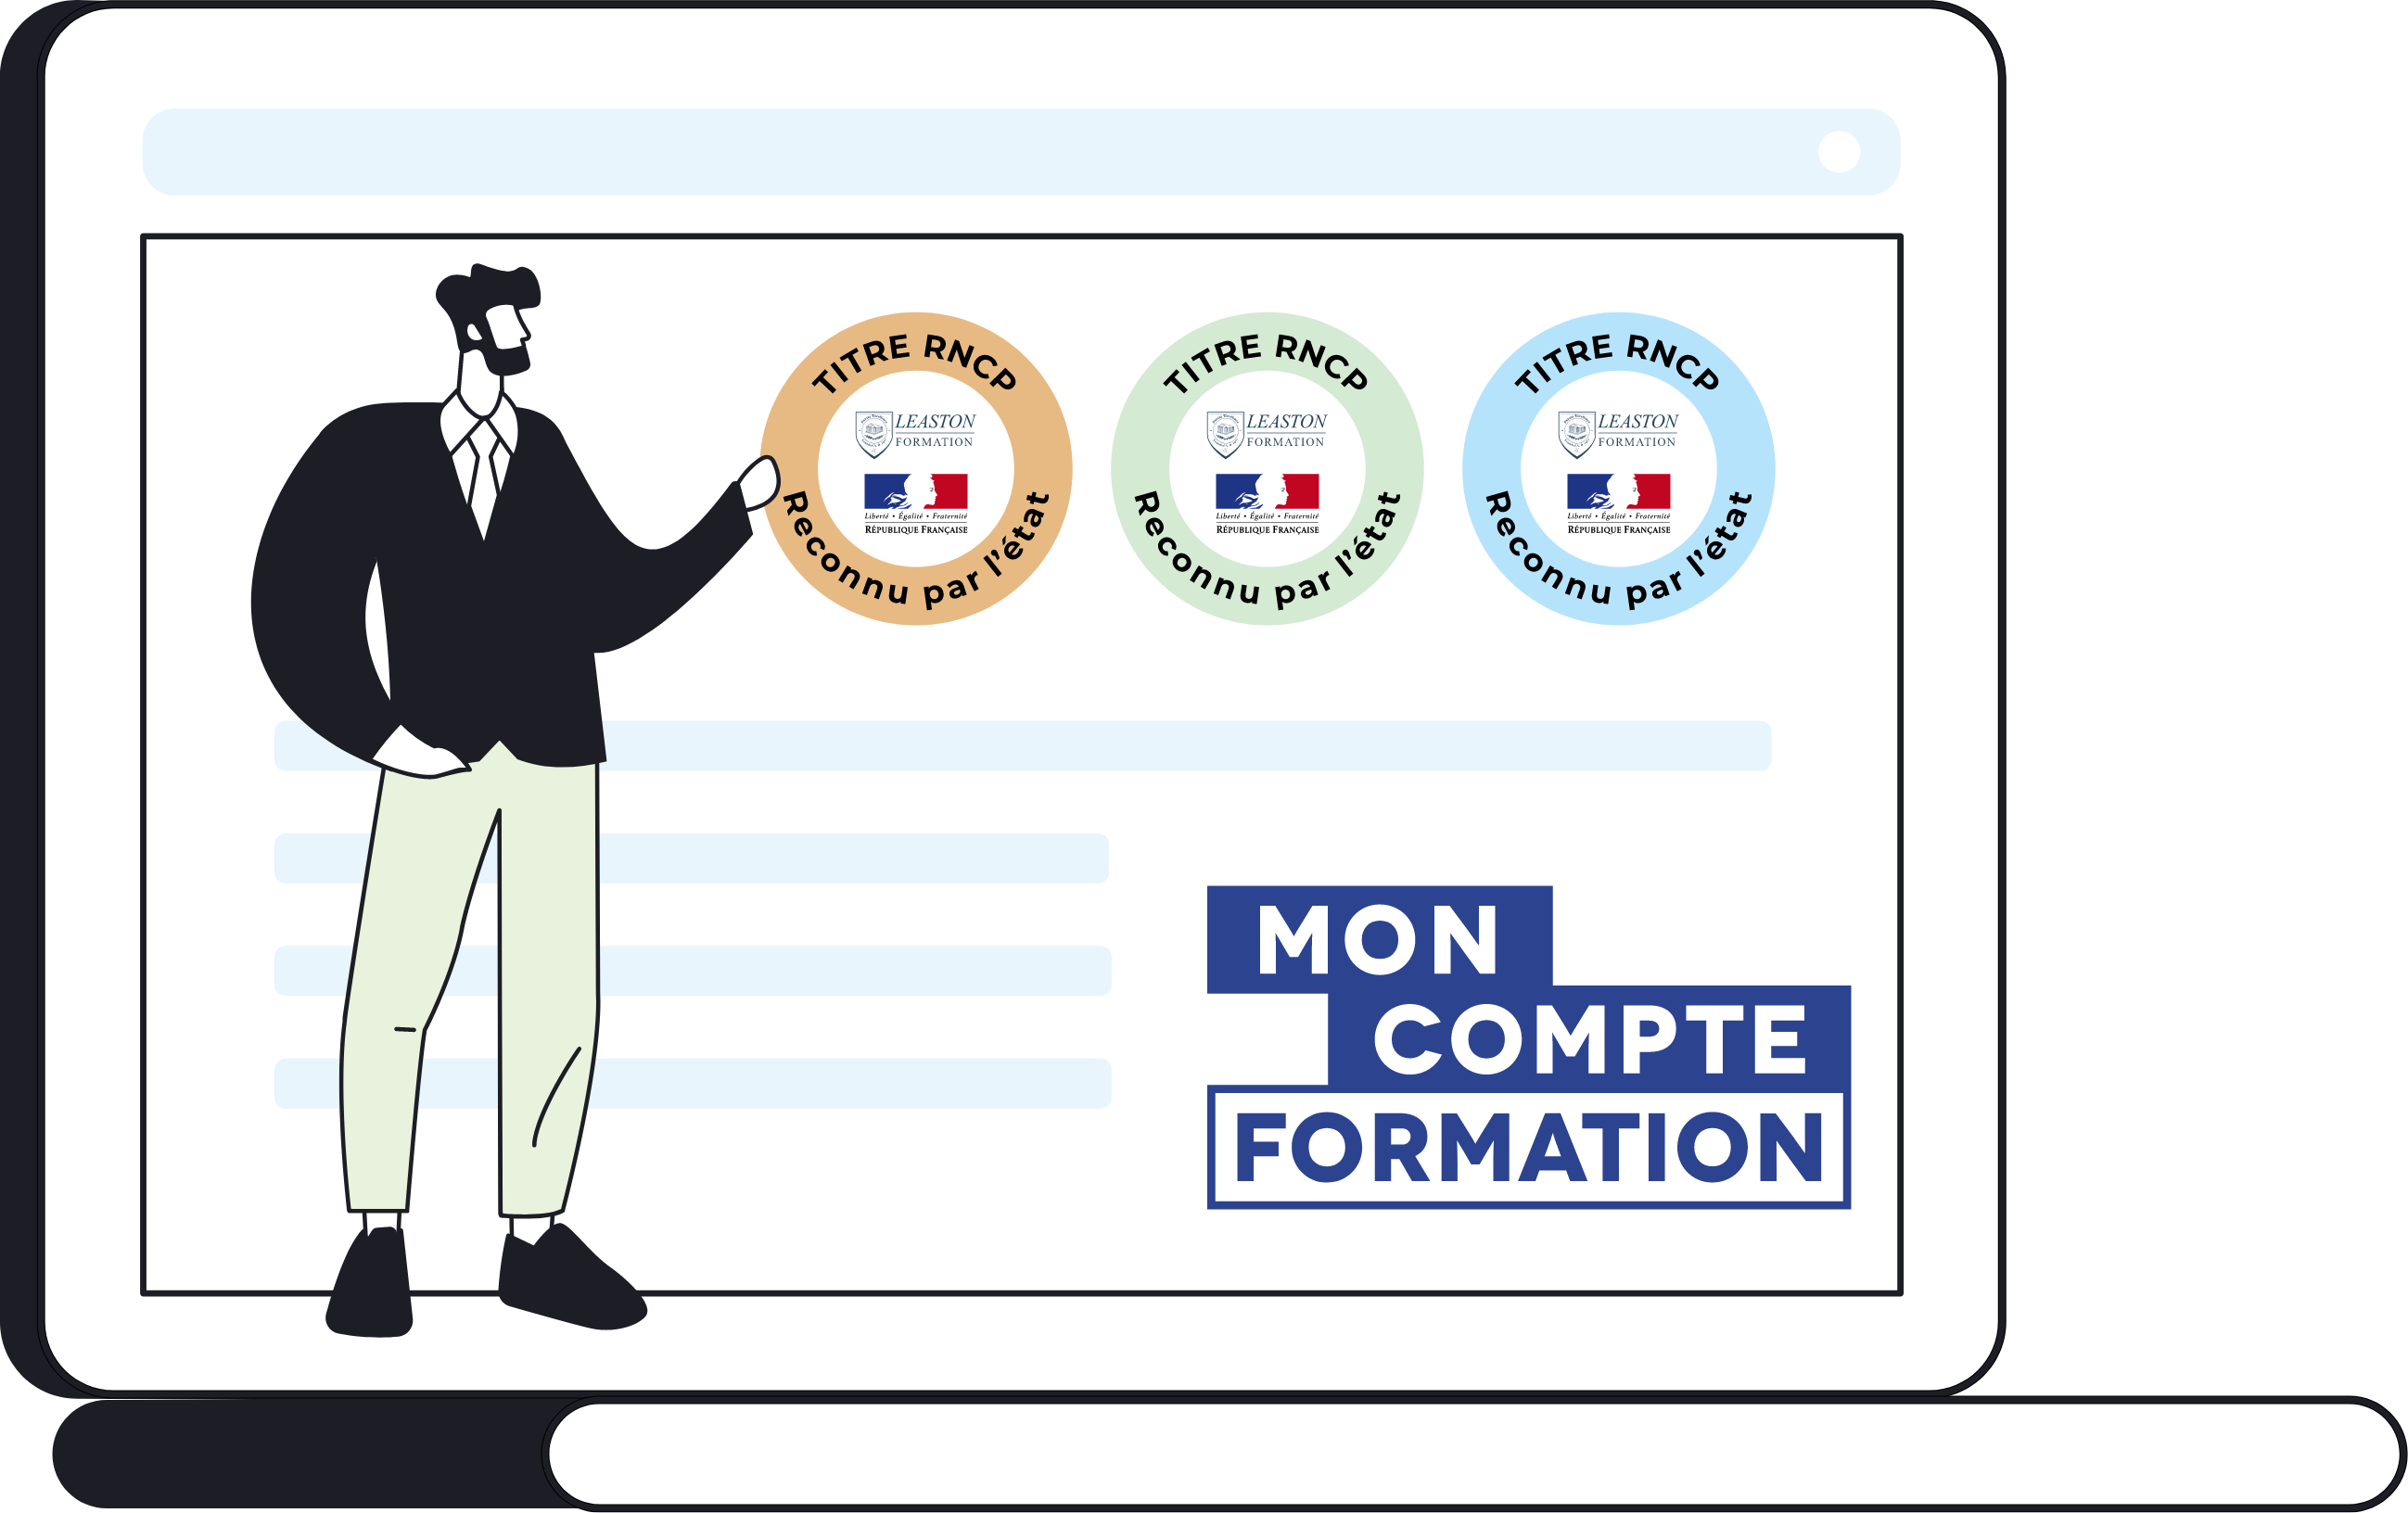 TITRE RNCP
LEASTON
FORMATION
Liberté • Égalité • Fraternité
RÉPUBLIQUE FRANÇAISE
Reconnu par l'état
TITRE RNCP
LEASTON
FORMATION
Liberté • Égalité • Fraternité
RÉPUBLIQUE FRANÇAISE
Reconnu par l'état
TITRE RNCP
LEASTON
FORMATION
Liberté • Égalité • Fraternité
RÉPUBLIQUE FRANÇAISE
Reconnu par l'état
MON
COMPTE
FORMATION